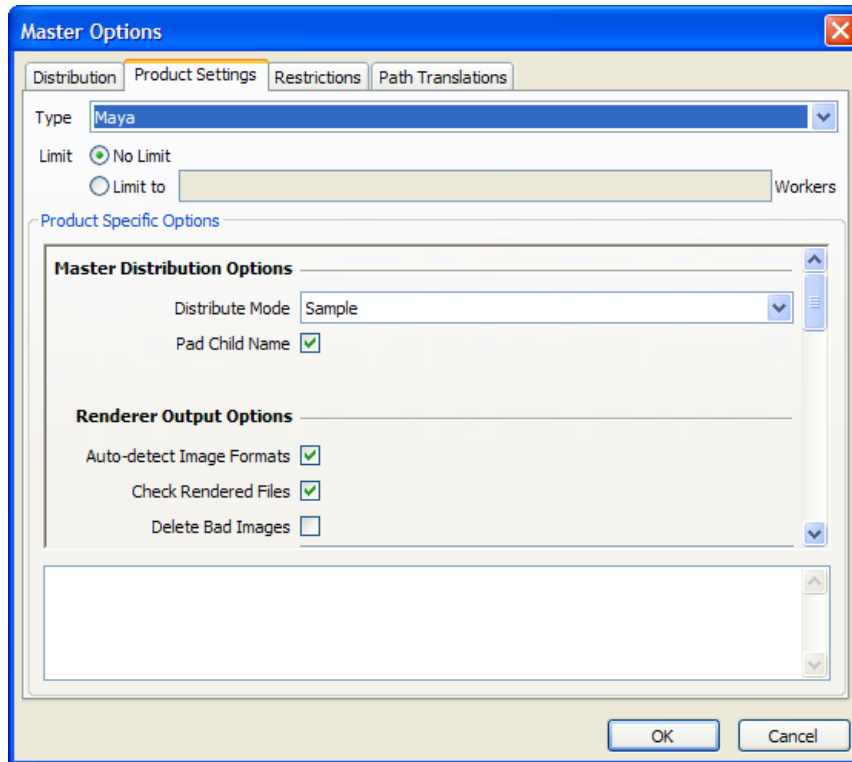 Master Options
Distribution Product Settings Restrictions Path Translations
Type Maya
Limit No Limit
Limit to Workers
Product Specific Options
Master Distribution Options
Distribute Mode Sample
Pad Child Name
Renderer Output Options
Auto-detect Image Formats
Check Rendered Files
Delete Bad Images
OK Cancel